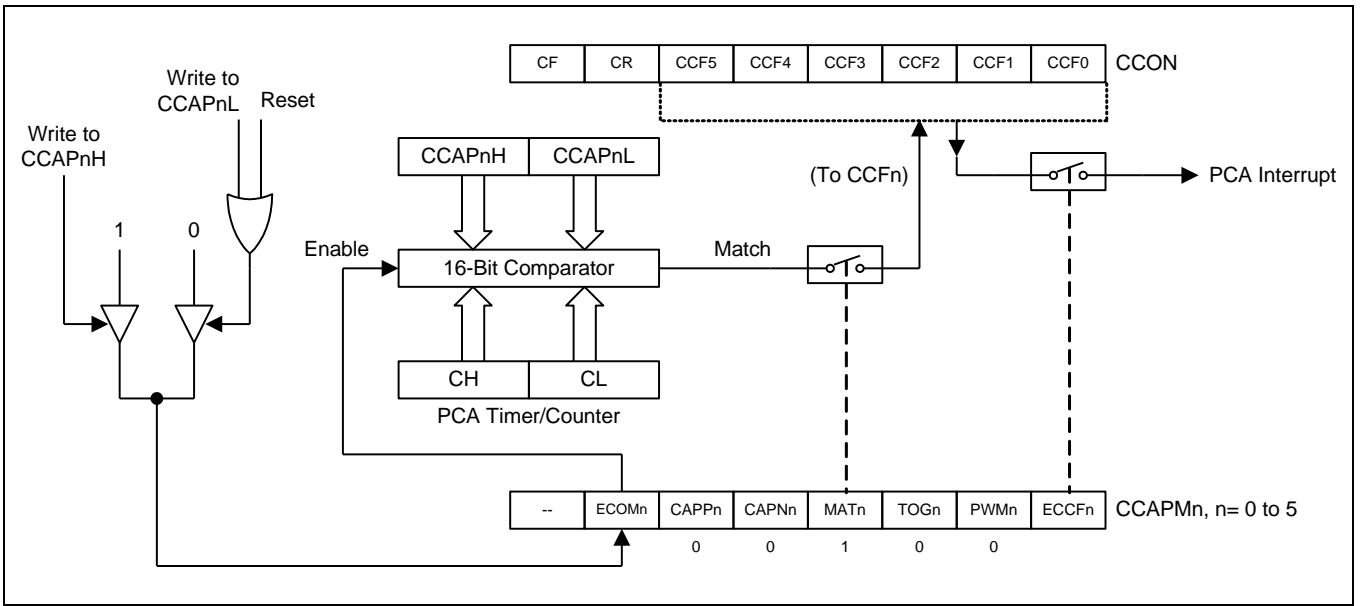 CF CR CCF5 CCF4 CCF3 CCF2 CCF1 CCF0 CCON
Write to
CCAPnL
Reset
Write to
CCAPnH
CCAPnH CCAPnL
(To CCFn)
PCA Interrupt
1 0
Enable
16-Bit Comparator
Match
CH CL
PCA Timer/Counter
-- ECOMn CAPPn CAPNn MATn TOGn PWMn ECCFn CCAPMn, n= 0 to 5
0 0 1 0 0